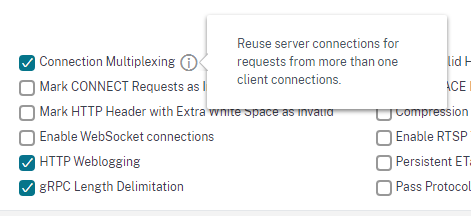 Reuse server connections for
requests from more than one
client connections.
Connection Multiplexing
Mark CONNECT Requests as
Mark HTTP Header with Extra White Space as Invalid
Compression
Enable WebSocket connections
Enable RTSP
HTTP Weblogging
Persistent
gRPC Length Delimitation
Pass Protocol